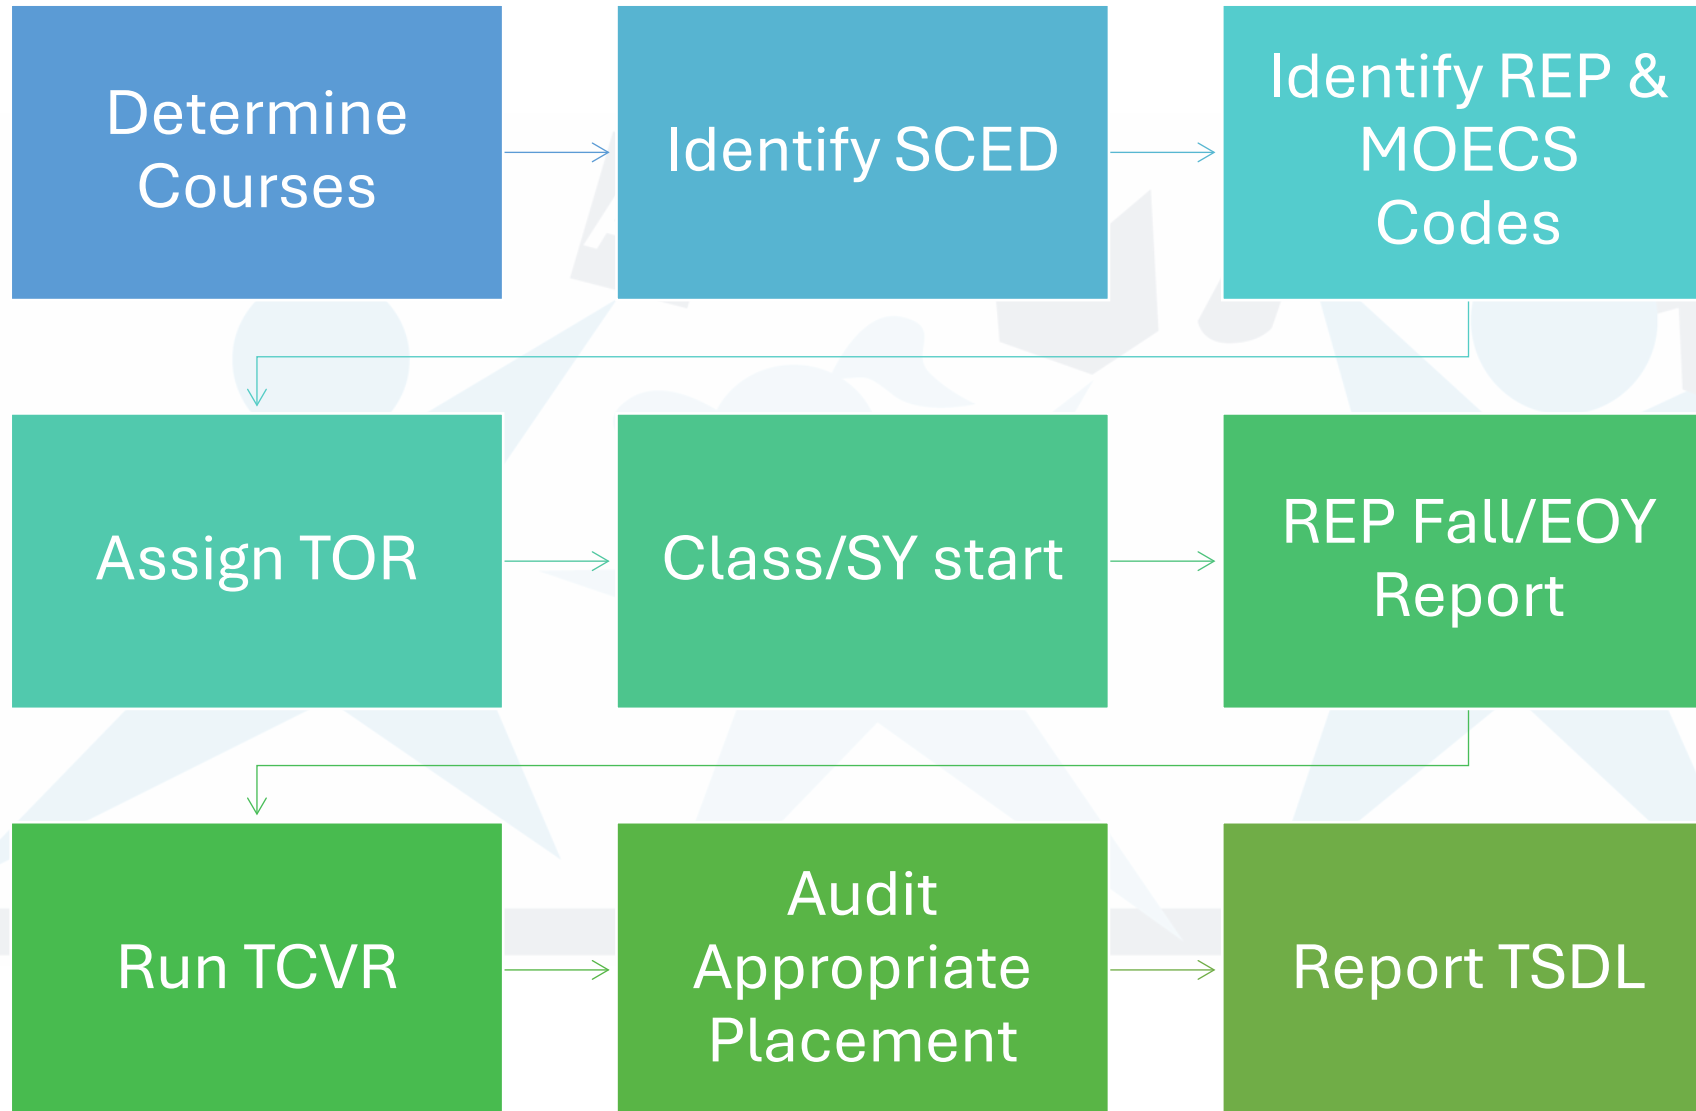 Determine
Courses
Identify SCED
Identify REP &
MOECS
Codes
Assign TOR
Class/SY start
REP Fall/EOY
Report
Run TCVR
Audit
Appropriate
Placement
Report TSDL